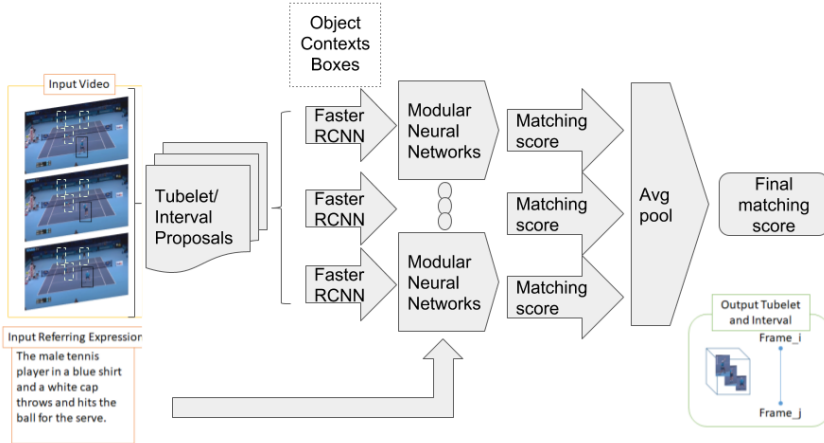 Object
Contexts
Boxes
Input Video
Faster
RCNN
Modular
Neural
Networks
Matching
score
Tubelet/
Interval
Proposals
Faster
RCNN
Matching
score
Avg
pool
Final
matching
score
Faster
RCNN
Modular
Neural
Networks
Matching
score
Input Referring Expression
The male tennis
player in a blue shirt
and a white cap
throws and hits the
ball for the serve.
Output Tubelet
and Interval
Frame_i
Frame_j